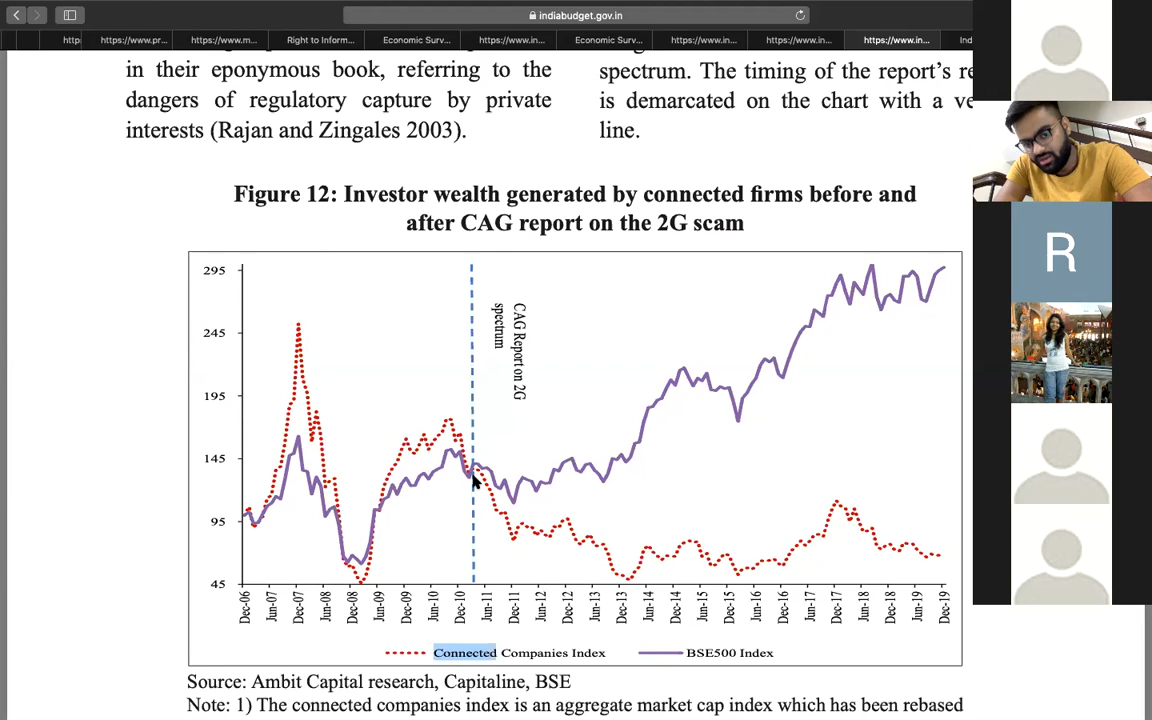 indiabudget.gov.in
http
https://www.pr...
https://www.m...
Right to Inform...
Economic Surv...
https://www.in...
Economic Surv...
https://www.in...
https://www.in...
https://www.in...
Ind
in their eponymous book, referring to the
dangers of regulatory capture by private
interests (Rajan and Zingales 2003).
spectrum. The timing of the report's re
is demarcated on the chart with a ve
line.
Figure 12: Investor wealth generated by connected firms before and
after CAG report on the 2G scam
295
245
195
145
95
45
CAG Report on 2G
spectrum
Dec-06
Jun-07
Dec-07
Jun-08
Dec-08
Jun-09
Dec-09
Jun-10
Dec-10
Jun-11
Dec-11
Jun-12
Dec-12
Jun-13
Dec-13
Jun-14
Dec-14
Jun-15
Dec-15
Jun-16
Dec-16
Jun-17
Dec-17
Jun-18
Dec-18
Jun-19
Dec-19
Connected Companies Index
BSE500 Index
Source: Ambit Capital research, Capitaline, BSE
Note: 1) The connected companies index is an aggregate market cap index which has been rebased
R